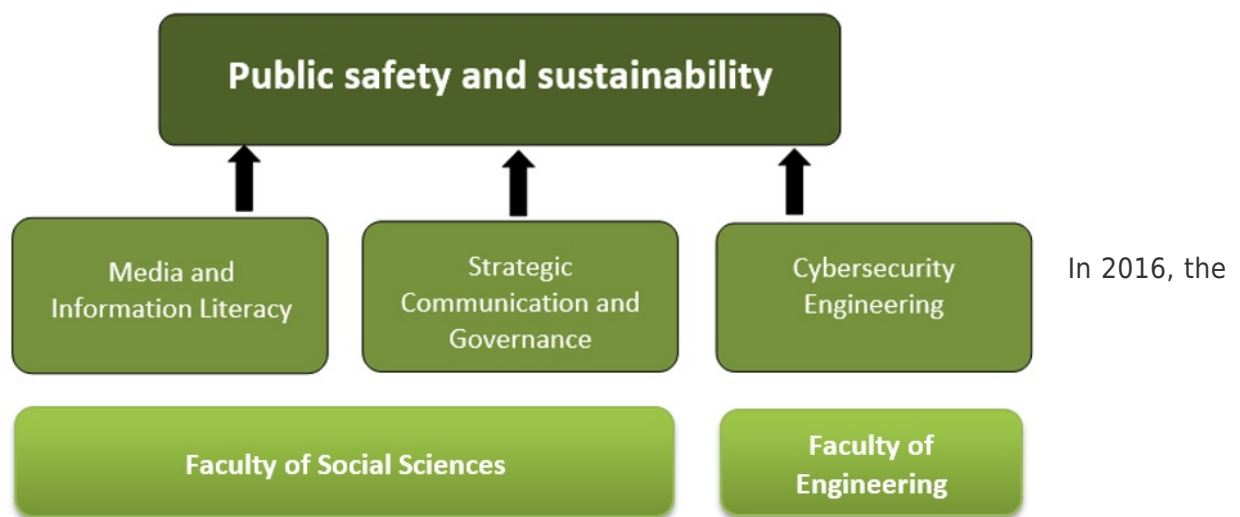 Public safety and sustainability
Media and
Information Literacy
Strategic
Communication and
Governance
Cybersecurity
Engineering
In 2016, the
Faculty of Social Sciences
Faculty of
Engineering